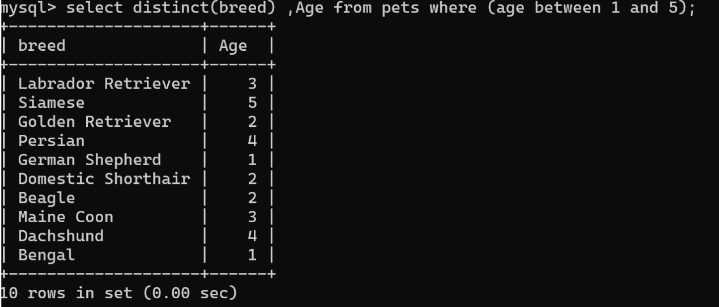 mysql> select distinct(breed) ,Age from pets where (age between 1 and 5);
+--------------------+------+
| breed              | Age  |
+--------------------+------+
| Labrador Retriever |    3 |
| Siamese            |    5 |
| Golden Retriever   |    2 |
| Persian            |    4 |
| German Shepherd    |    1 |
| Domestic Shorthair |    2 |
| Beagle             |    2 |
| Maine Coon         |    3 |
| Dachshund          |    4 |
| Bengal             |    1 |
+--------------------+------+
10 rows in set (0.00 sec)